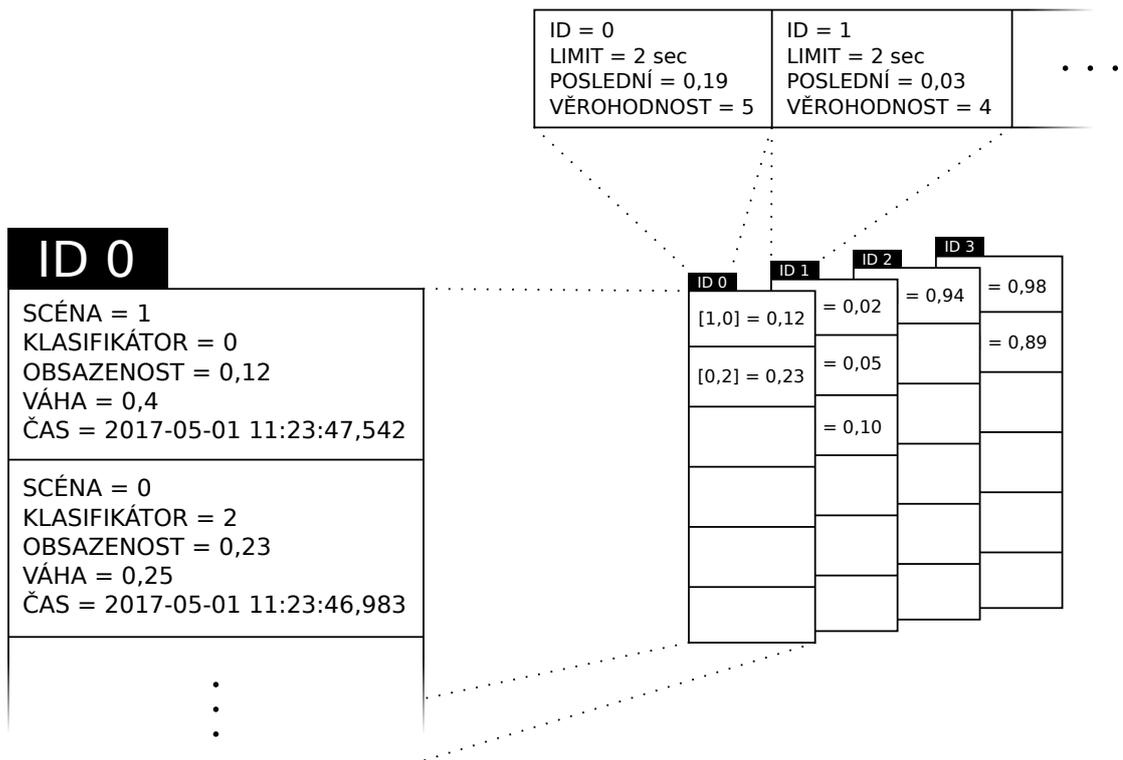 ID = 0
LIMIT = 2 sec
POSLEDNÍ = 0,19
VĚROHODNOST = 5
ID = 1
LIMIT = 2 sec
POSLEDNÍ = 0,03
VĚROHODNOST = 4
. . .
ID 0
SCÉNA = 1
KLASIFIKÁTOR = 0
OBSAZENOST = 0,12
VÁHA = 0,4
ČAS = 2017-05-01 11:23:47,542
SCÉNA = 0
KLASIFIKÁTOR = 2
OBSAZENOST = 0,23
VÁHA = 0,25
ČAS = 2017-05-01 11:23:46,983
ID 0
[1,0] = 0,12
[0,2] = 0,23
ID 1
= 0,02
= 0,05
= 0,10
ID 2
= 0,94
ID 3
= 0,98
= 0,89